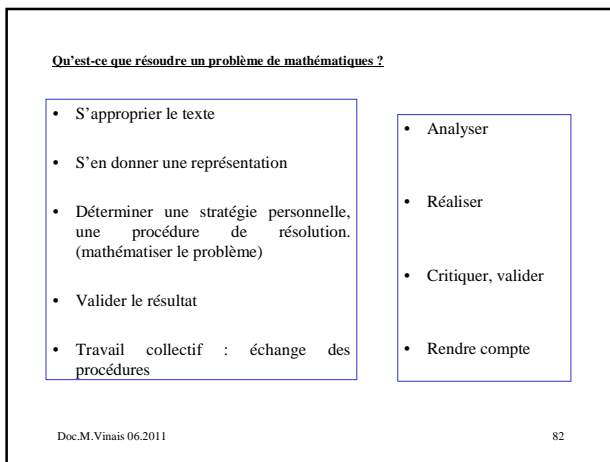 Qu’est-ce que résoudre un problème de mathématiques ?
• S’approprier le texte
• S’en donner une représentation
• Déterminer une stratégie personnelle,
une procédure de résolution.
(mathématiser le problème)
• Valider le résultat
• Travail collectif : échange des
procédures
• Analyser
• Réaliser
• Critiquer, valider
• Rendre compte
Doc.M.Vinais 06.2011
82